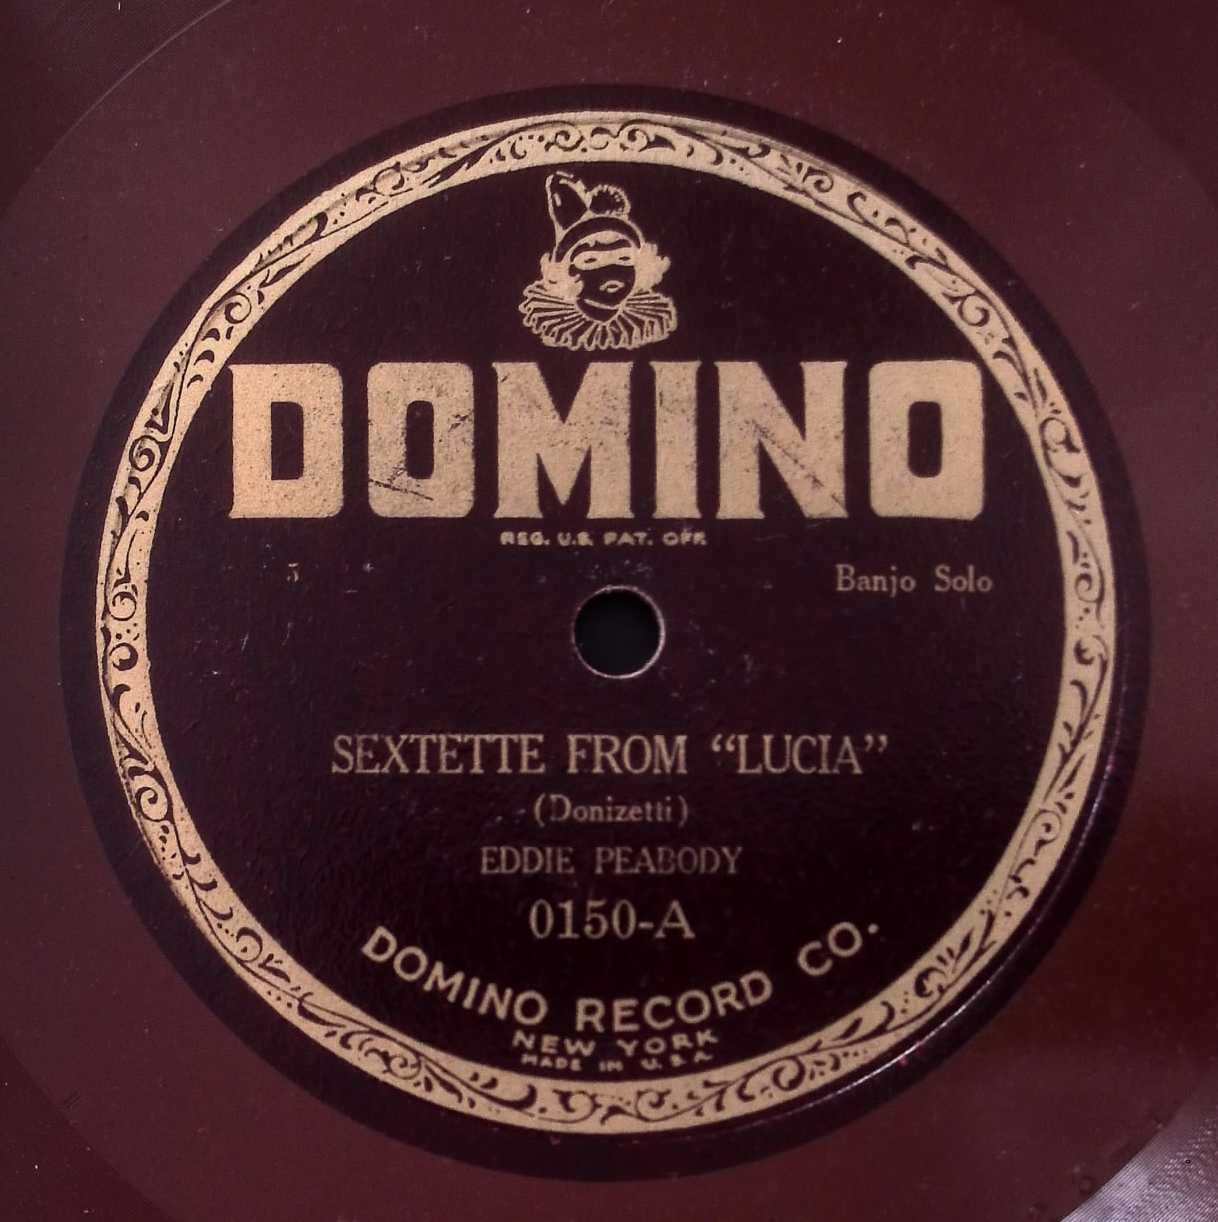 DOMINO
REG. U.S. PAT. OFF.
5 Banjo Solo
SEXTETTE FROM “LUCIA”
(Donizetti)
EDDIE PEABODY
0150-A
DOMINO RECORD CO.
NEW YORK
MADE IN U.S.A.